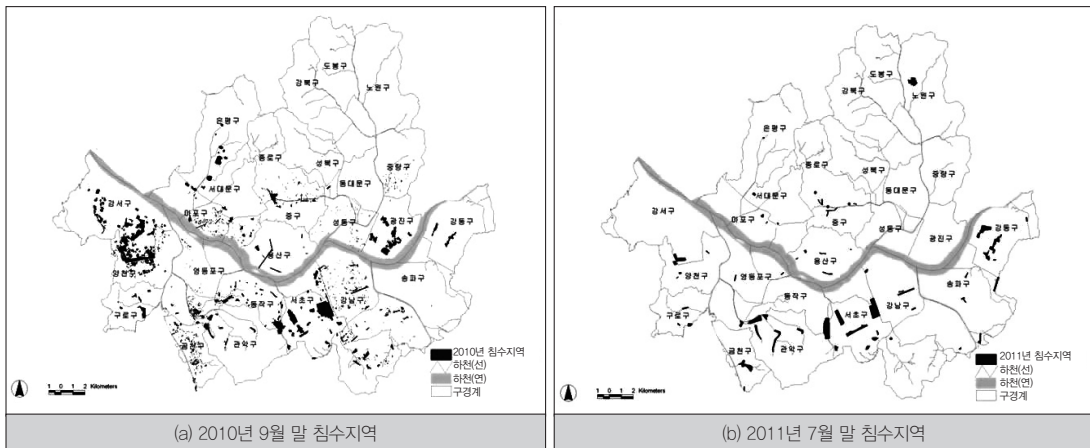 도봉구
강북구
노원구
은평구
종로구
성북구
중랑구
서대문구
동대문구
강서구
마포구
중구
성동구
광진구
강동구
용산구
양천구
영등포구
송파구
동작구
서초구
강남구
구로구
관악구
금천구
2010년 침수지역
하천(선)
하천(연)
구경계
1 0 1 2 Kilometers
(a) 2010년 9월 말 침수지역
도봉구
강북구
노원구
은평구
종로구
성북구
중랑구
서대문구
동대문구
강서구
마포구
중구
성동구
광진구
강동구
용산구
양천구
영등포구
송파구
동작구
서초구
강남구
구로구
관악구
금천구
2011년 침수지역
하천(선)
하천(연)
구경계
1 0 1 2 Kilometers
(b) 2011년 7월 말 침수지역